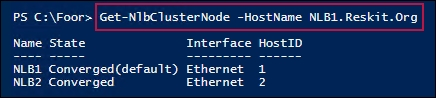 PS C:\Foor> Get-NlbClusterNode -HostName NLB1.Reskit.Org
Name State Interface HostID
---- ----- --------- ------
NLB1 Converged(default) Ethernet 1
NLB2 Converged Ethernet 2